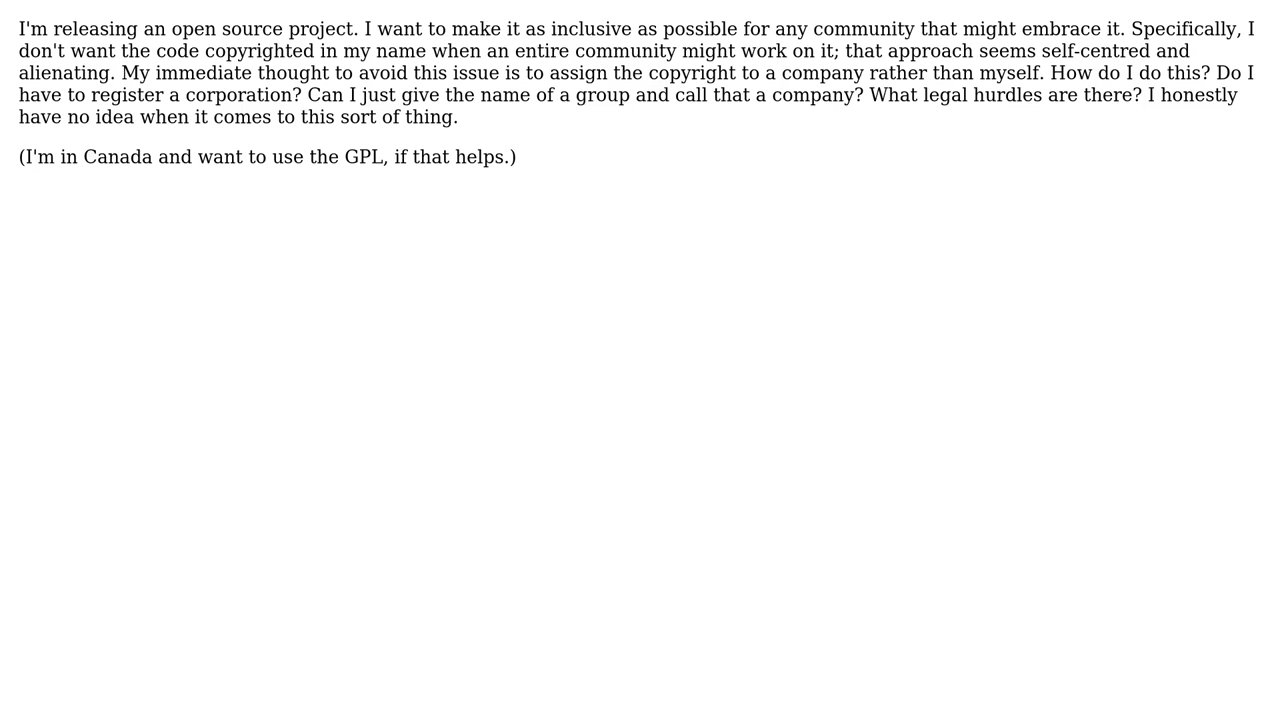 I'm releasing an open source project. I want to make it as inclusive as possible for any community that might embrace it. Specifically, I
don't want the code copyrighted in my name when an entire community might work on it; that approach seems self-centred and
alienating. My immediate thought to avoid this issue is to assign the copyright to a company rather than myself. How do I do this? Do I
have to register a corporation? Can I just give the name of a group and call that a company? What legal hurdles are there? I honestly
have no idea when it comes to this sort of thing.
(I'm in Canada and want to use the GPL, if that helps.)